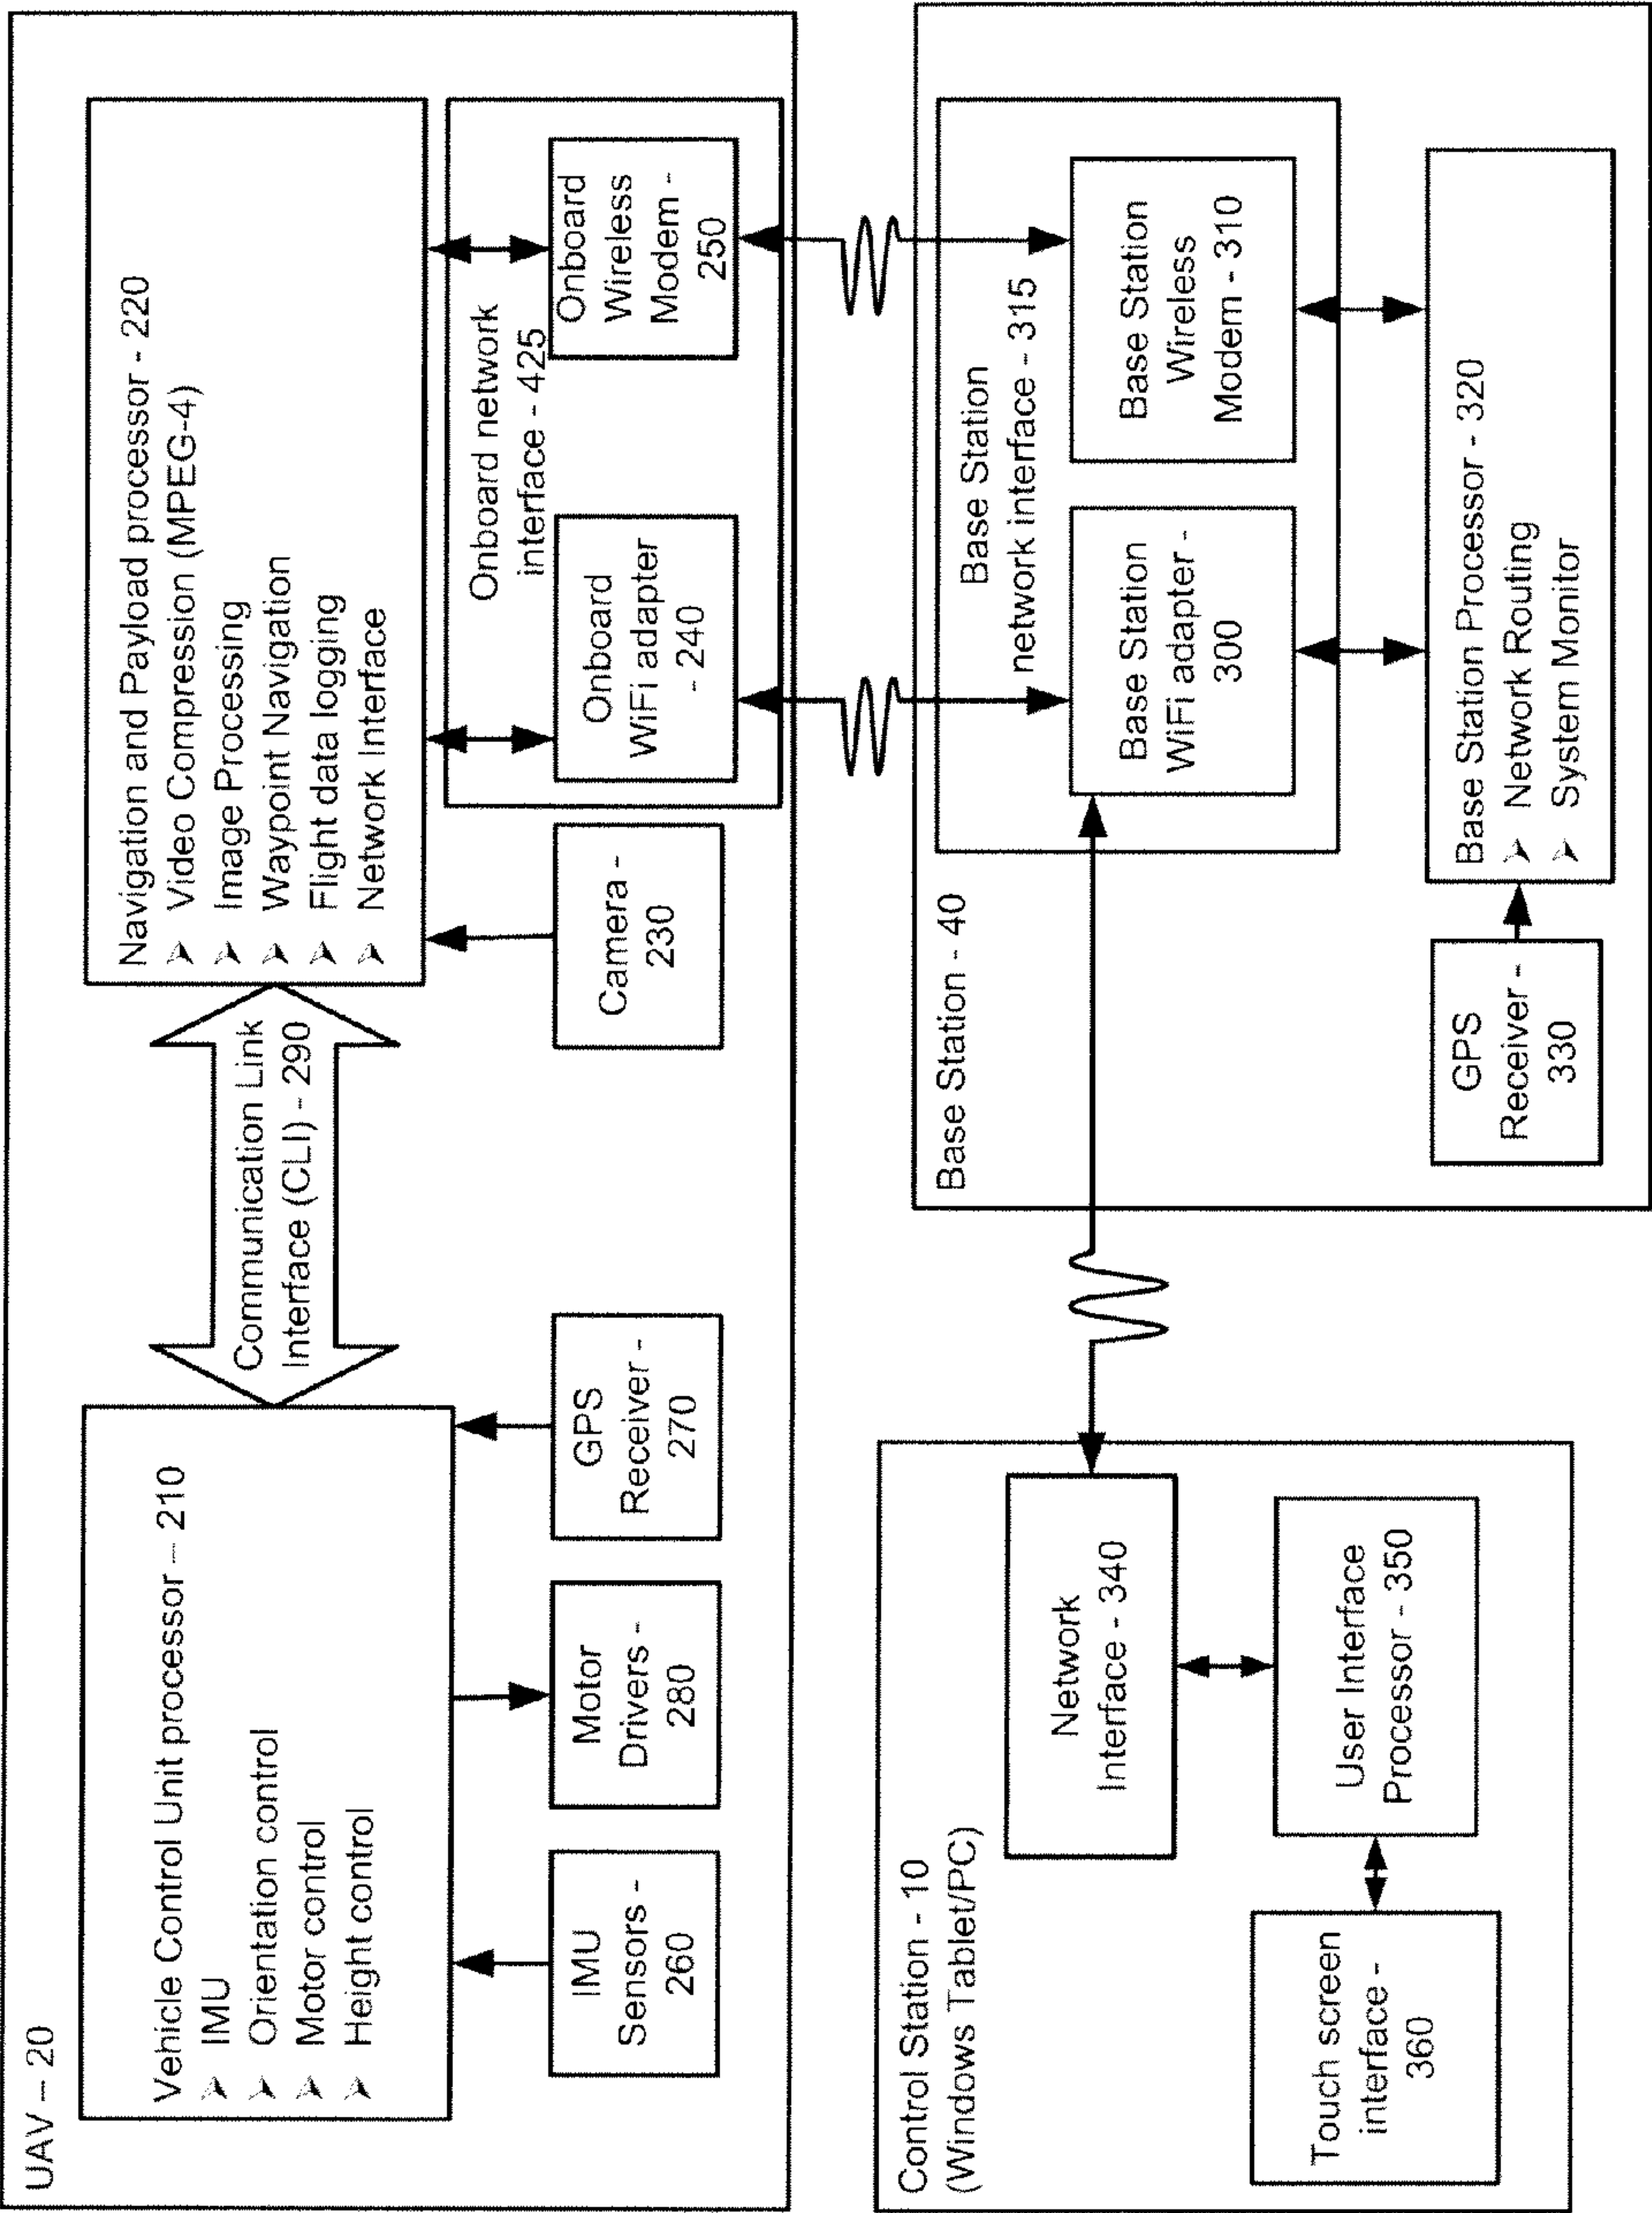 UAV – 20
Vehicle Control Unit processor – 210
➤ IMU
➤ Orientation control
➤ Motor control
➤ Height control
Communication Link
Interface (CLI) - 290
Navigation and Payload processor - 220
➤ Video Compression (MPEG-4)
➤ Image Processing
➤ Waypoint Navigation
➤ Flight data logging
➤ Network Interface
IMU
Sensors -
260
Motor
Drivers -
280
GPS
Receiver -
270
Camera -
230
Onboard network
interface - 425
Onboard
WiFi adapter
- 240
Onboard
Wireless
Modem -
250
Control Station - 10
(Windows Tablet/PC)
Network
Interface - 340
User Interface
Processor - 350
Touch screen
interface -
360
Base Station - 40
Base Station
network interface - 315
Base Station
WiFi adapter -
300
Base Station
Wireless
Modem - 310
GPS
Receiver -
330
Base Station Processor - 320
➤ Network Routing
➤ System Monitor